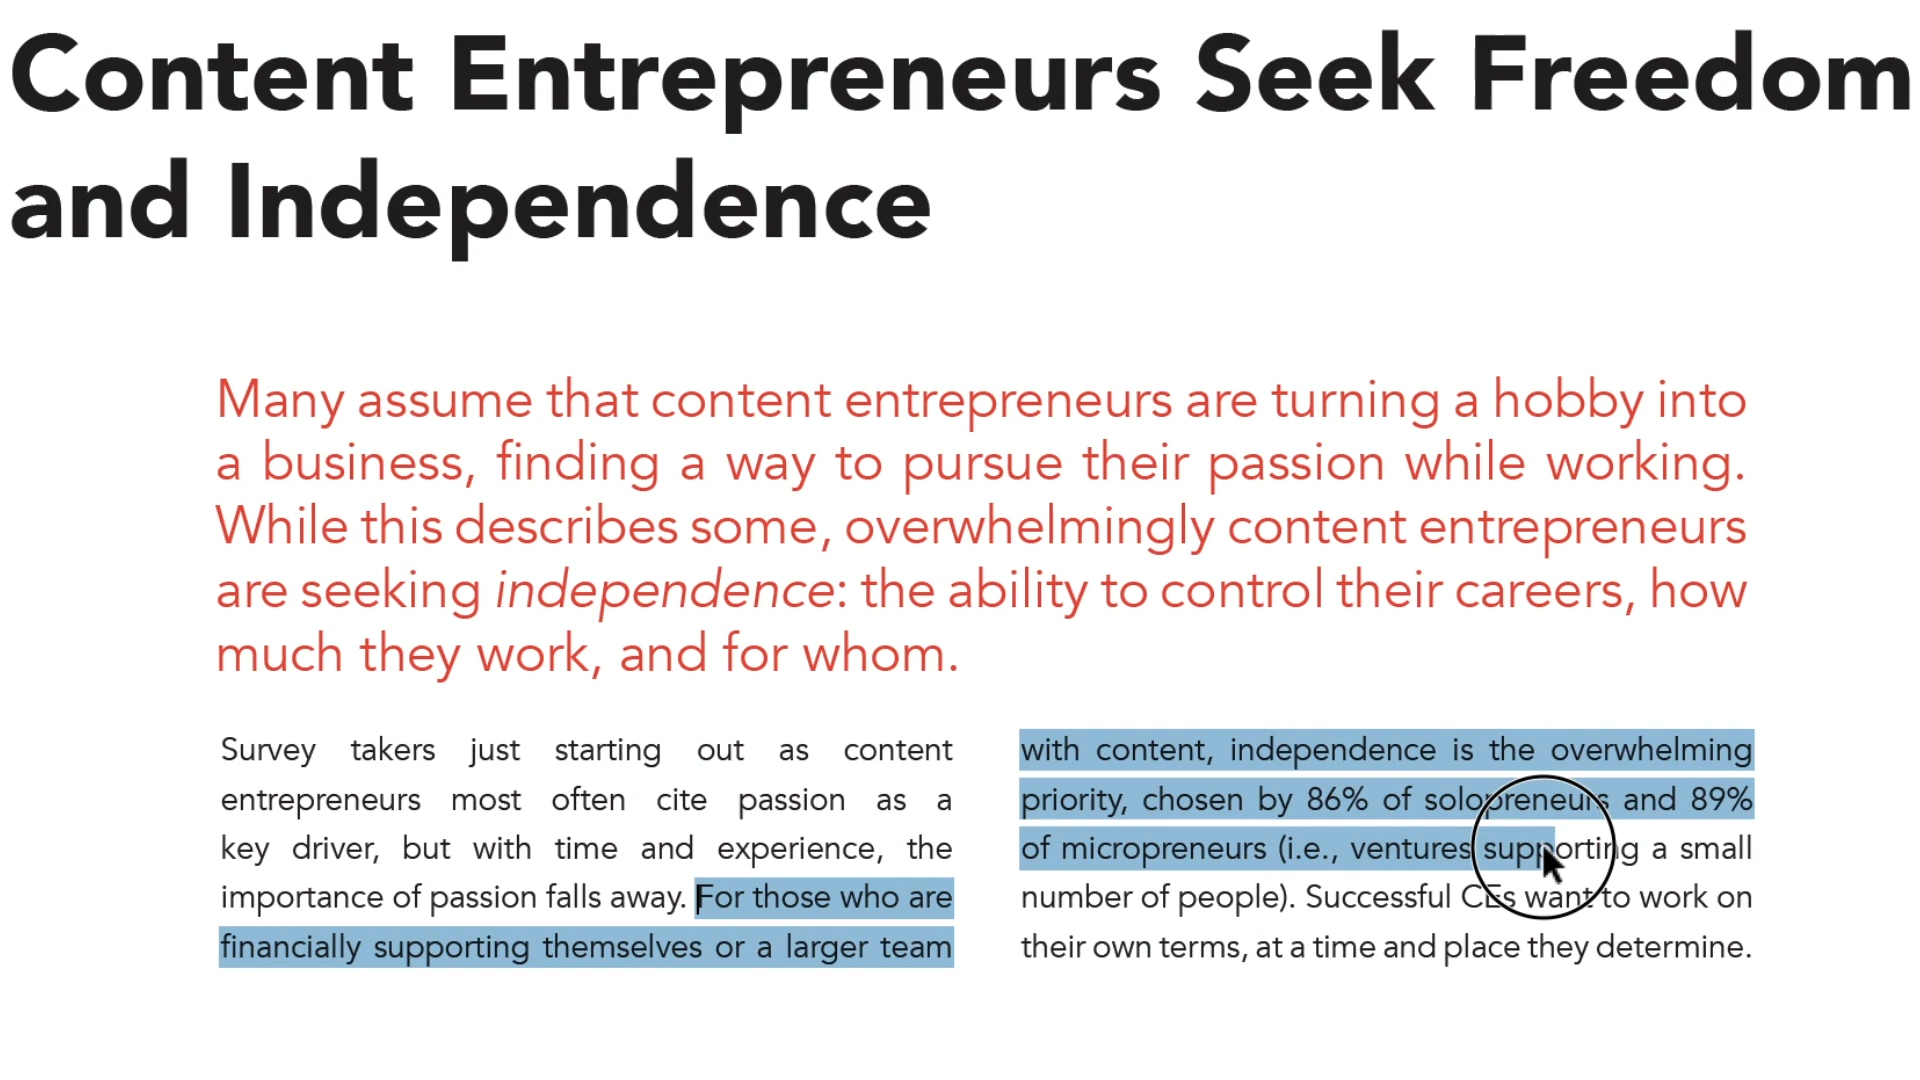 Content Entrepreneurs Seek Freedom
and Independence
Many assume that content entrepreneurs are turning a hobby into
a business, finding a way to pursue their passion while working.
While this describes some, overwhelmingly content entrepreneurs
are seeking independence: the ability to control their careers, how
much they work, and for whom.
Survey takers just starting out as content
entrepreneurs most often cite passion as a
key driver, but with time and experience, the
importance of passion falls away. For those who are
financially supporting themselves or a larger team
with content, independence is the overwhelming
priority, chosen by 86% of solopreneurs and 89%
of micropreneurs (i.e., ventures supporting a small
number of people). Successful CEs want to work on
their own terms, at a time and place they determine.